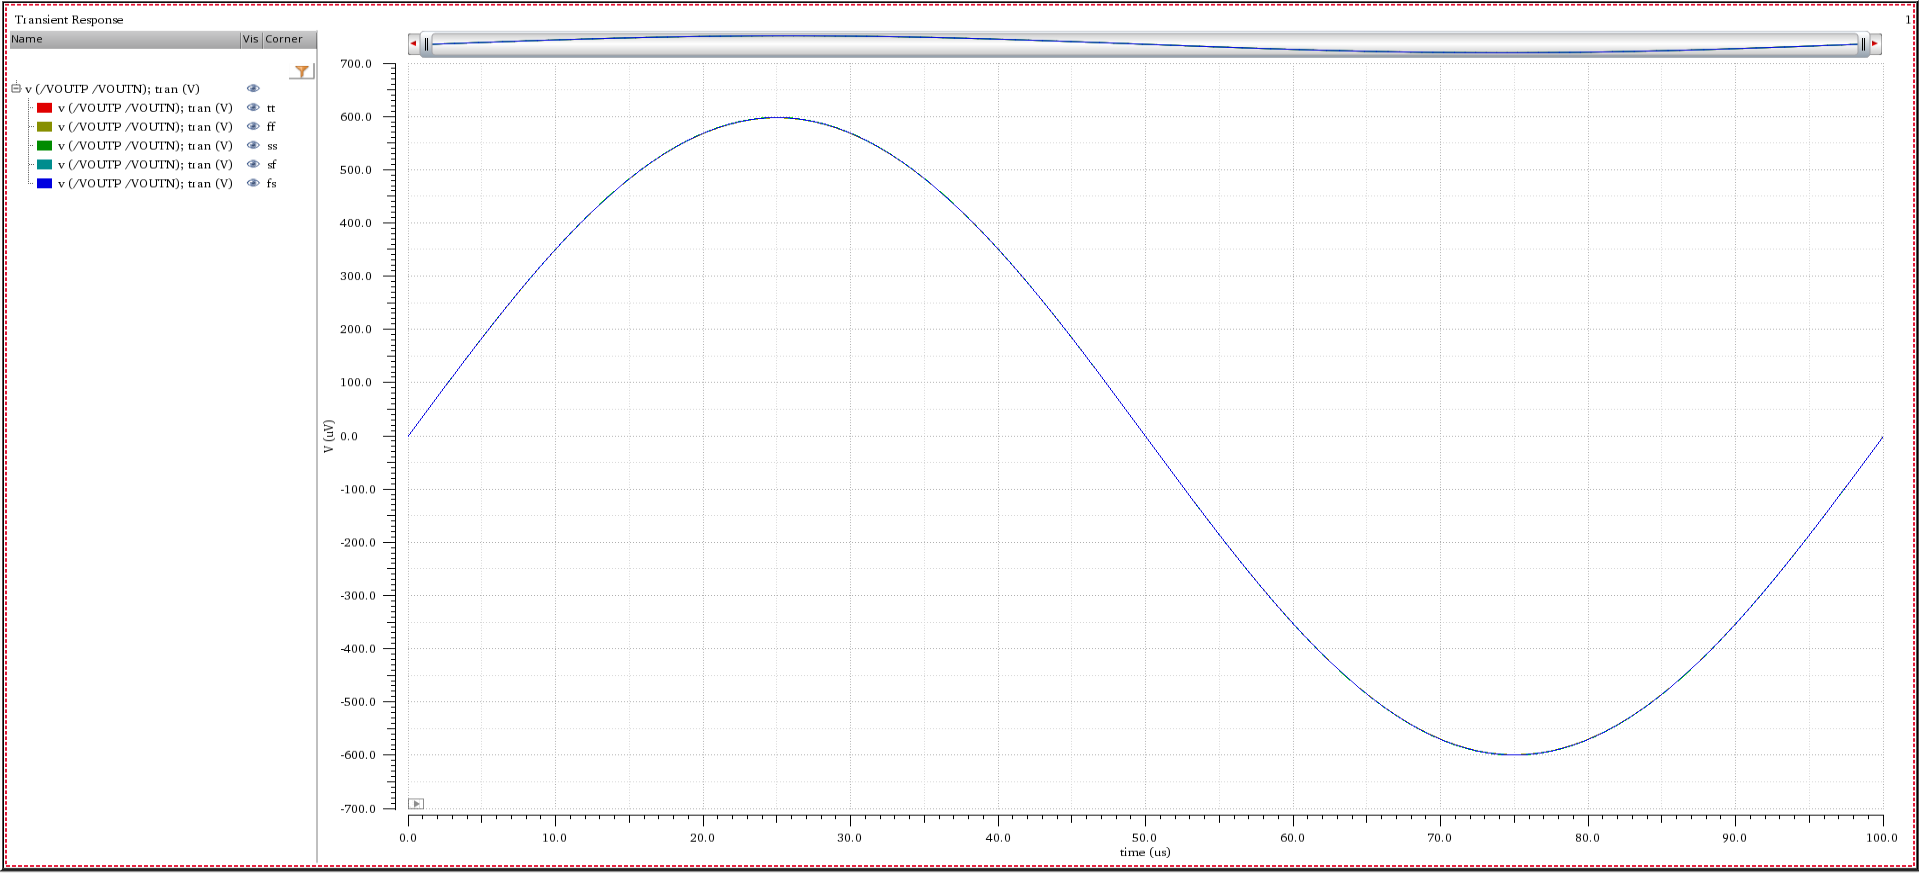 Transient Response
1
Name Vis Corner
v (/VOUTP /VOUTN); tran (V)
v (/VOUTP /VOUTN); tran (V) tt
v (/VOUTP /VOUTN); tran (V) ff
v (/VOUTP /VOUTN); tran (V) ss
v (/VOUTP /VOUTN); tran (V) sf
v (/VOUTP /VOUTN); tran (V) fs
V (uV)
700.0
600.0
500.0
400.0
300.0
200.0
100.0
0.0
-100.0
-200.0
-300.0
-400.0
-500.0
-600.0
-700.0
0.0 10.0 20.0 30.0 40.0 50.0 60.0 70.0 80.0 90.0 100.0
time (us)